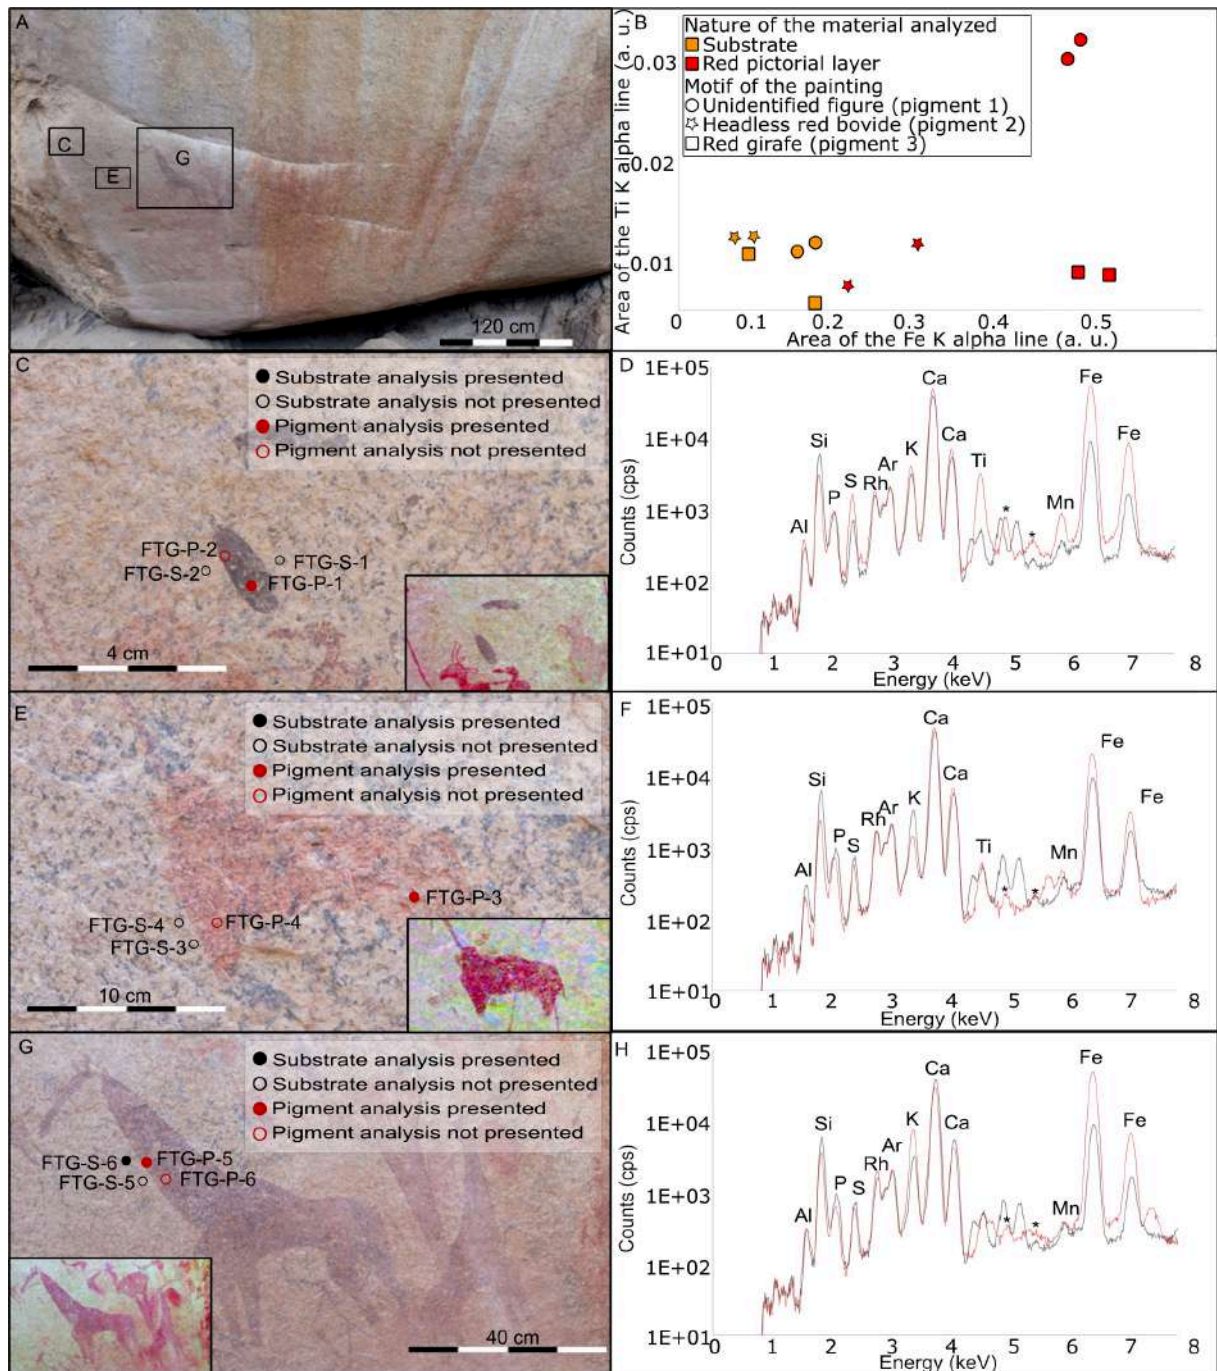 A
C
E
G
120 cm
B
Area of the Ti K alpha line (a. u.)
Nature of the material analyzed
Substrate
Red pictorial layer
Motif of the painting
Unidentified figure (pigment 1)
Headless red bovide (pigment 2)
Red girafe (pigment 3)
0.03
0.02
0.01
0 0.1 0.2 0.3 0.4 0.5
Area of the Fe K alpha line (a. u.)
C
Substrate analysis presented
Substrate analysis not presented
Pigment analysis presented
Pigment analysis not presented
FTG-P-2
FTG-S-1
FTG-S-2
FTG-P-1
4 cm
D
Counts (cps)
1E+05
1E+04
1E+03
1E+02
1E+01
Al Si P S Rh Ar K Ca Ca Ti * * Mn Fe Fe
0 1 2 3 4 5 6 7 8
Energy (keV)
E
Substrate analysis presented
Substrate analysis not presented
Pigment analysis presented
Pigment analysis not presented
FTG-P-3
FTG-S-4
FTG-P-4
FTG-S-3
10 cm
F
Counts (cps)
1E+05
1E+04
1E+03
1E+02
1E+01
Al Si P S Rh Ar K Ca Ca Ti * * Mn Fe Fe
0 1 2 3 4 5 6 7 8
Energy (keV)
G
Substrate analysis presented
Substrate analysis not presented
Pigment analysis presented
Pigment analysis not presented
FTG-S-6
FTG-P-5
FTG-S-5
FTG-P-6
40 cm
H
Counts (cps)
1E+05
1E+04
1E+03
1E+02
1E+01
Al Si P S Rh Ar K Ca Ca * * Mn Fe Fe
0 1 2 3 4 5 6 7 8
Energy (keV)